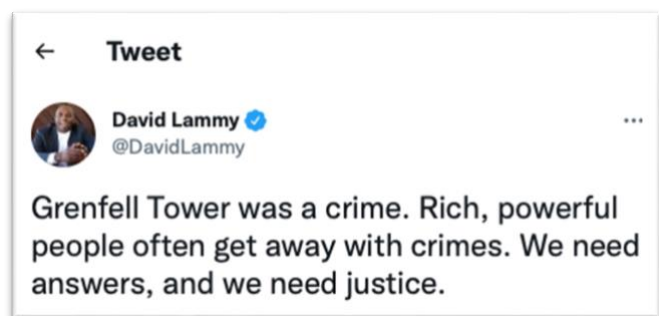 Tweet
David Lammy
@DavidLammy
Grenfell Tower was a crime. Rich, powerful
people often get away with crimes. We need
answers, and we need justice.